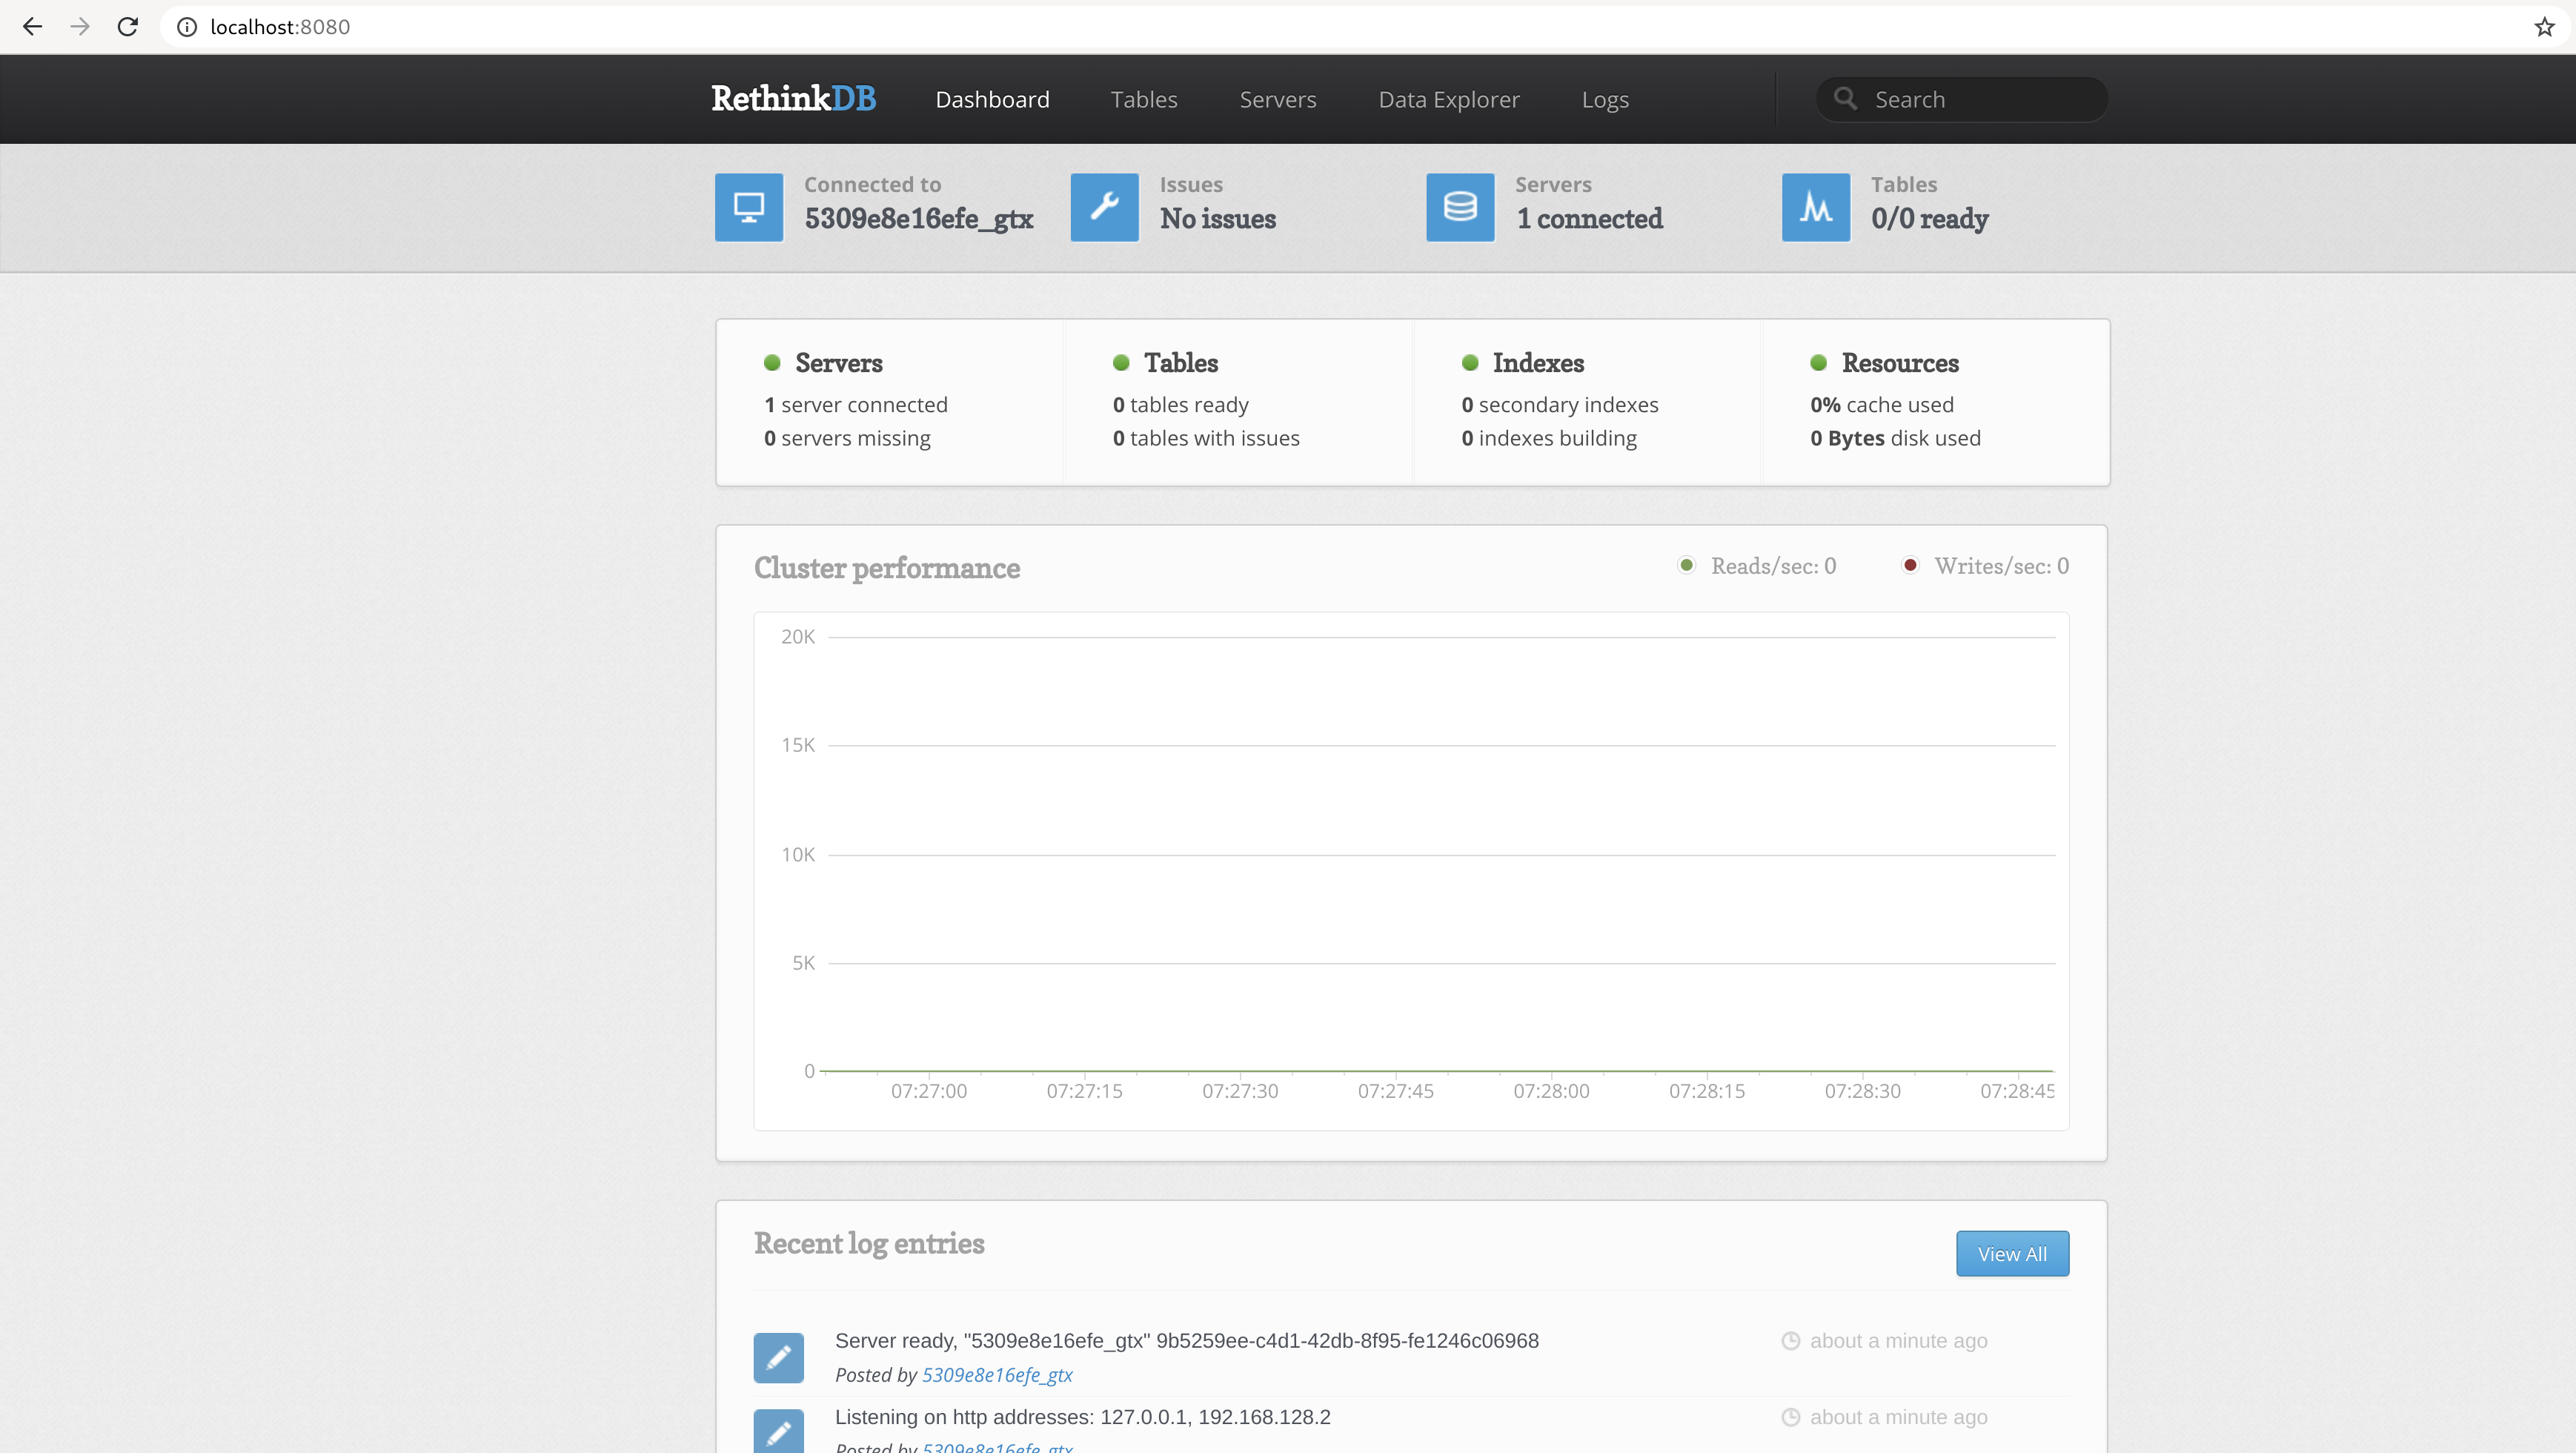 localhost:8080
RethinkDB Dashboard Tables Servers Data Explorer Logs Search
Connected to
5309e8e16efe_gtx
Issues
No issues
Servers
1 connected
Tables
0/0 ready
Servers
1 server connected
0 servers missing
Tables
0 tables ready
0 tables with issues
Indexes
0 secondary indexes
0 indexes building
Resources
0% cache used
0 Bytes disk used
Cluster performance
Reads/sec: 0
Writes/sec: 0
20K
15K
10K
5K
0
07:27:00 07:27:15 07:27:30 07:27:45 07:28:00 07:28:15 07:28:30 07:28:45
Recent log entries
View All
Server ready, "5309e8e16efe_gtx" 9b5259ee-c4d1-42db-8f95-fe1246c06968
about a minute ago
Posted by 5309e8e16efe_gtx
Listening on http addresses: 127.0.0.1, 192.168.128.2
about a minute ago
Posted by 5309e8e16efe_gtx